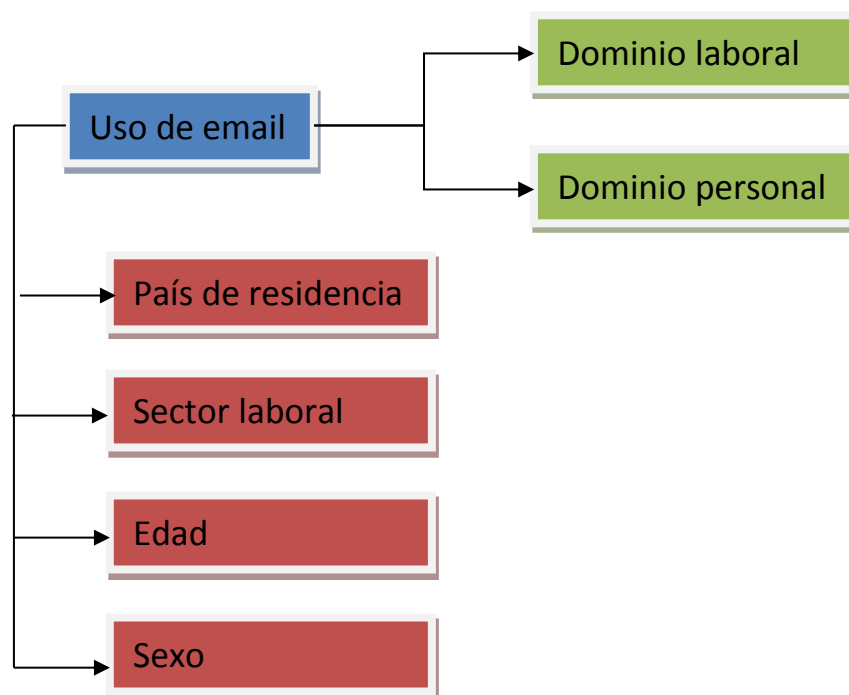 Dominio laboral
Uso de email
Dominio personal
País de residencia
Sector laboral
Edad
Sexo